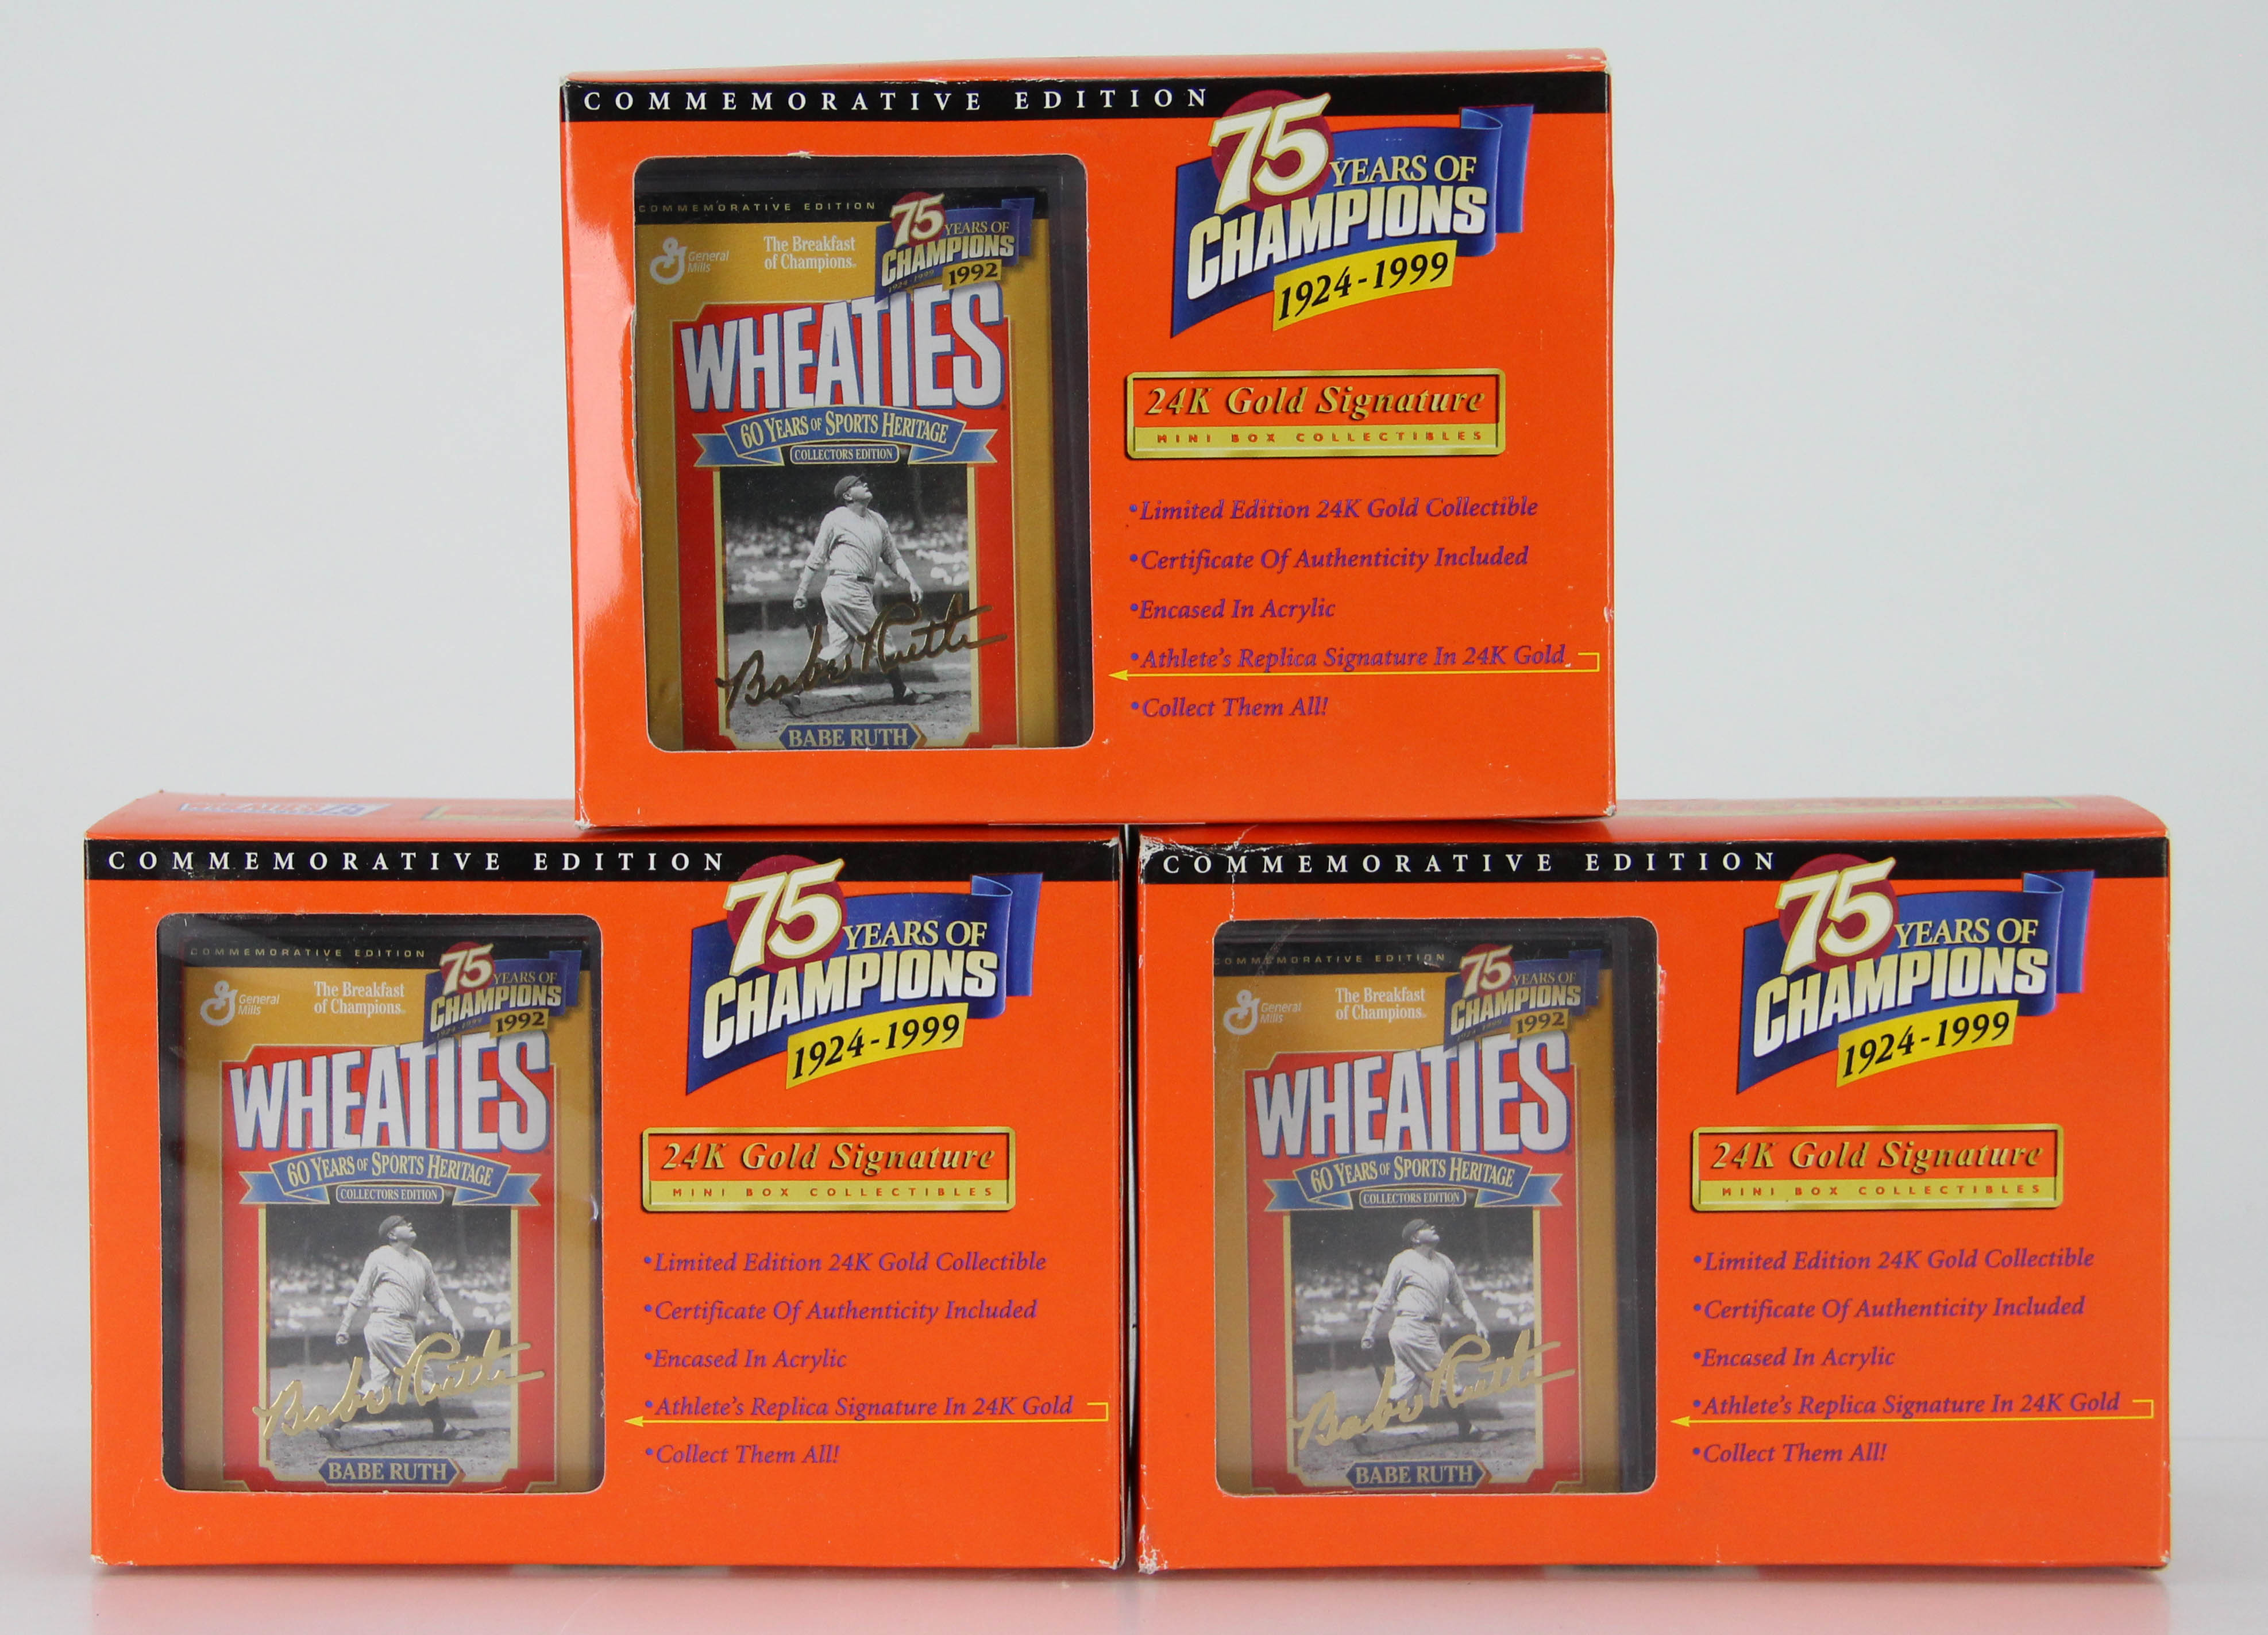 COMMEMORATIVE EDITION
75
YEARS OF
CHAMPIONS
1924-1999
COMMEMORATIVE EDITION
General
Mills
The Breakfast
of Champions.
75
YEARS OF
CHAMPIONS
1924-1999
1992
WHEATIES
60 YEARS OF SPORTS HERITAGE
COLLECTORS EDITION
Babe Ruth
BABE RUTH
24K Gold Signature
MINI BOX COLLECTIBLES
•Limited Edition 24K Gold Collectible
•Certificate Of Authenticity Included
•Encased In Acrylic
•Athlete's Replica Signature In 24K Gold
•Collect Them All!
COMMEMORATIVE EDITION
75
YEARS OF
CHAMPIONS
1924-1999
COMMEMORATIVE EDITION
General
Mills
The Breakfast
of Champions.
75
YEARS OF
CHAMPIONS
1924-1999
1992
WHEATIES
60 YEARS OF SPORTS HERITAGE
COLLECTORS EDITION
Babe Ruth
BABE RUTH
24K Gold Signature
MINI BOX COLLECTIBLES
•Limited Edition 24K Gold Collectible
•Certificate Of Authenticity Included
•Encased In Acrylic
•Athlete's Replica Signature In 24K Gold
•Collect Them All!
COMMEMORATIVE EDITION
75
YEARS OF
CHAMPIONS
1924-1999
COMMEMORATIVE EDITION
General
Mills
The Breakfast
of Champions.
75
YEARS OF
CHAMPIONS
1992
WHEATIES
60 YEARS OF SPORTS HERITAGE
COLLECTORS EDITION
Babe Ruth
BABE RUTH
24K Gold Signature
MINI BOX COLLECTIBLES
•Limited Edition 24K Gold Collectible
•Certificate Of Authenticity Included
•Encased In Acrylic
•Athlete's Replica Signature In 24K Gold
•Collect Them All!